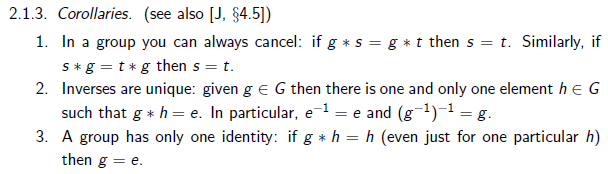 2.1.3. Corollaries. (see also [J, §4.5])
1. In a group you can always cancel: if g ∗ s = g ∗ t then s = t. Similarly, if
s ∗ g = t ∗ g then s = t.
2. Inverses are unique: given g ∈ G then there is one and only one element h ∈ G
such that g ∗ h = e. In particular, e⁻¹ = e and (g⁻¹)⁻¹ = g.
3. A group has only one identity: if g ∗ h = h (even just for one particular h)
then g = e.